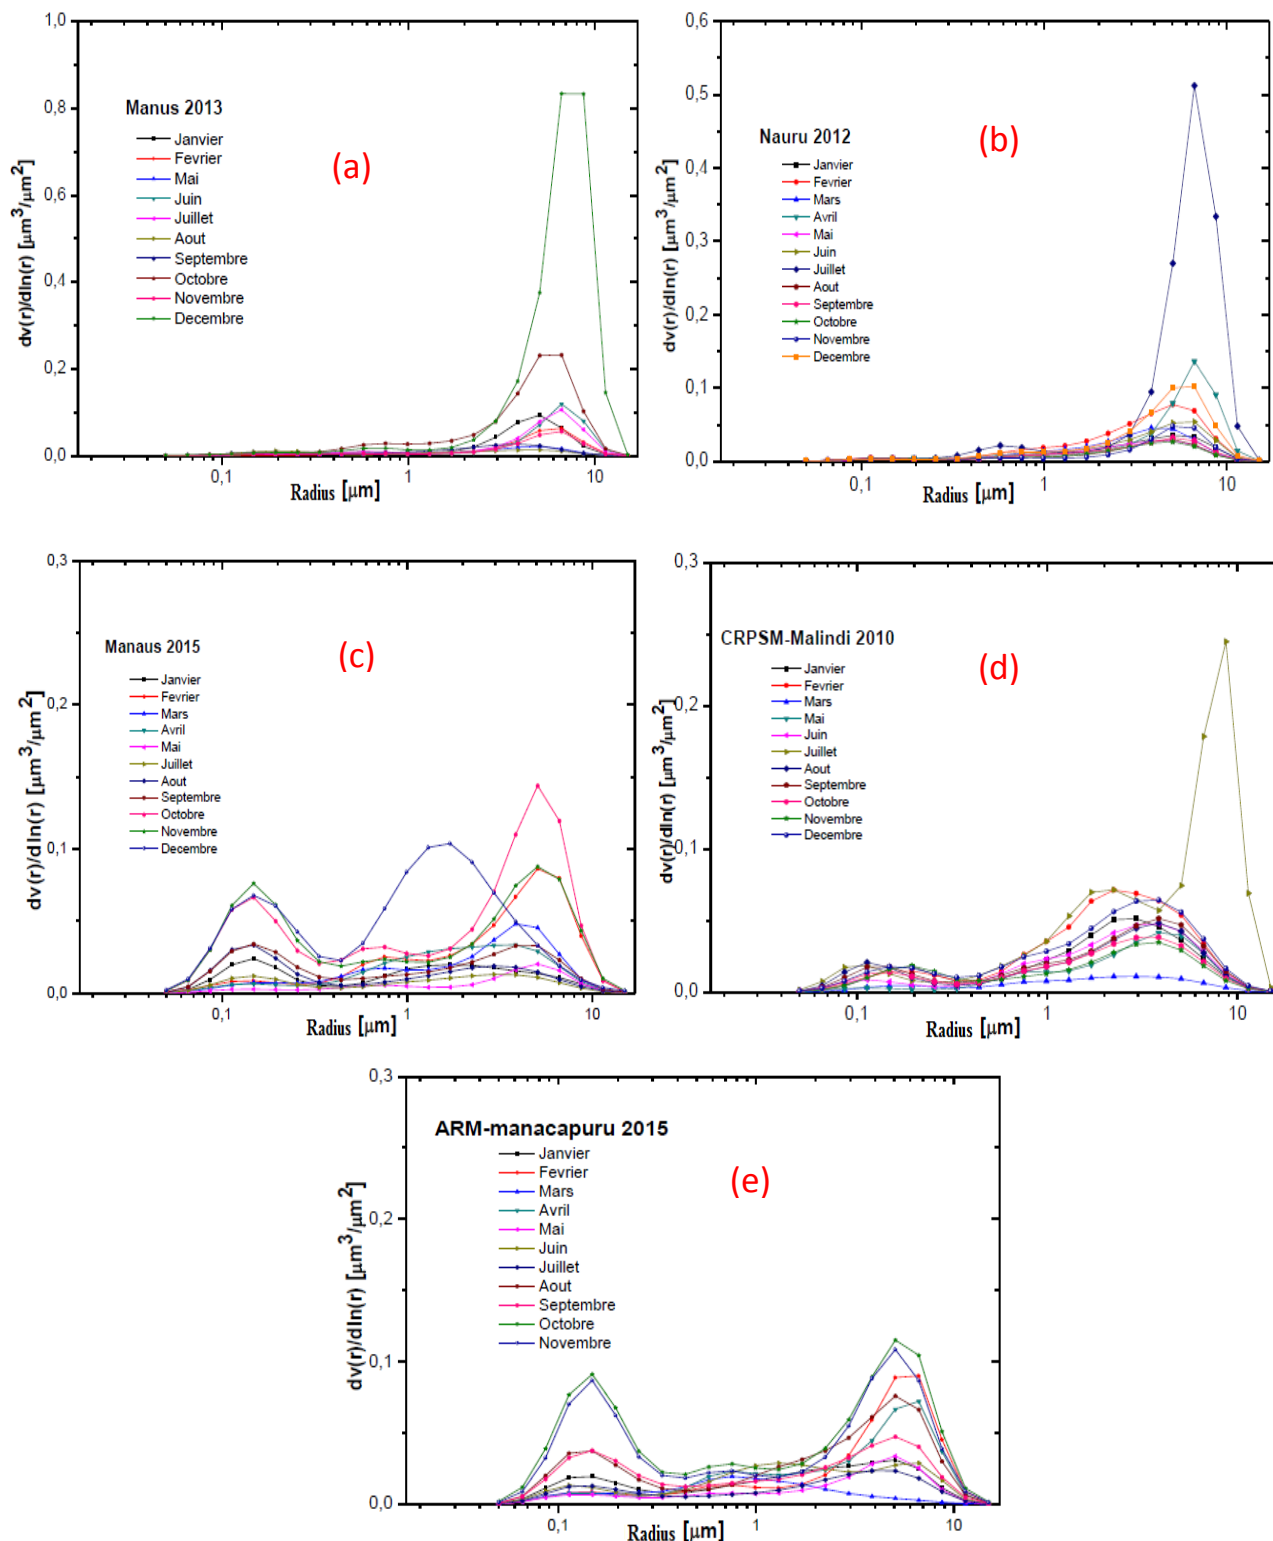 1,0
0,8
0,6
0,4
0,2
0,0
dv(r)/dln(r) [μm³/μm²]
Manus 2013
Janvier
Fevrier
Mai
Juin
Juillet
Aout
Septembre
Octobre
Novembre
Decembre
(a)
0,1 1 10
Radius [μm]
0,6
0,5
0,4
0,3
0,2
0,1
0,0
dv(r)/dln(r) [μm³/μm²]
Nauru 2012
Janvier
Fevrier
Mars
Avril
Mai
Juin
Juillet
Aout
Septembre
Octobre
Novembre
Decembre
(b)
0,1 1 10
Radius [μm]
0,3
0,2
0,1
0,0
dv(r)/dln(r) [μm³/μm²]
Manaus 2015
Janvier
Fevrier
Mars
Avril
Mai
Juillet
Aout
Septembre
Octobre
Novembre
Decembre
(c)
0,1 1 10
Radius [μm]
0,3
0,2
0,1
0,0
dv(r)/dln(r) [μm³/μm²]
CRPSM-Malindi 2010
Janvier
Fevrier
Mars
Mai
Juin
Juillet
Aout
Septembre
Octobre
Novembre
Decembre
(d)
0,1 1 10
Radius [μm]
0,3
0,2
0,1
0,0
dv(r)/dln(r) [μm³/μm²]
ARM-manacapuru 2015
Janvier
Fevrier
Mars
Avril
Mai
Juin
Juillet
Aout
Septembre
Octobre
Novembre
(e)
0,1 1 10
Radius [μm]